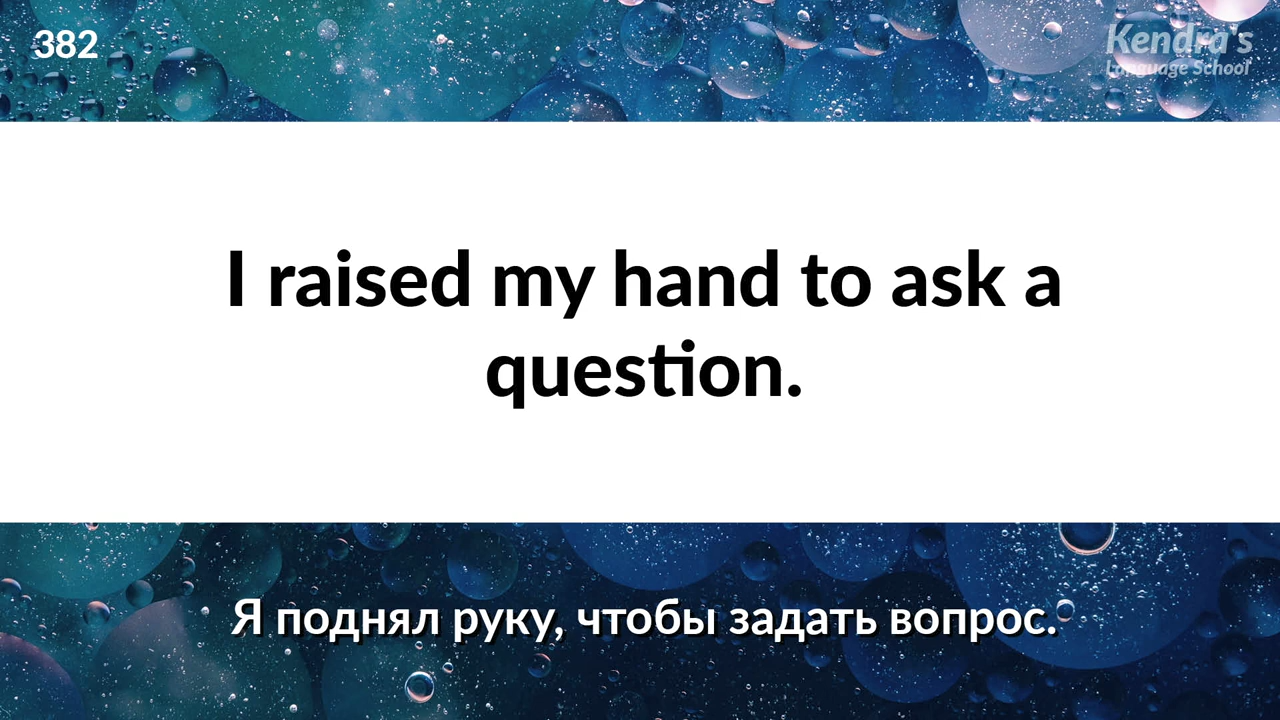 382
Kendra's
Language School
I raised my hand to ask a
question.
Я поднял руку, чтобы задать вопрос.